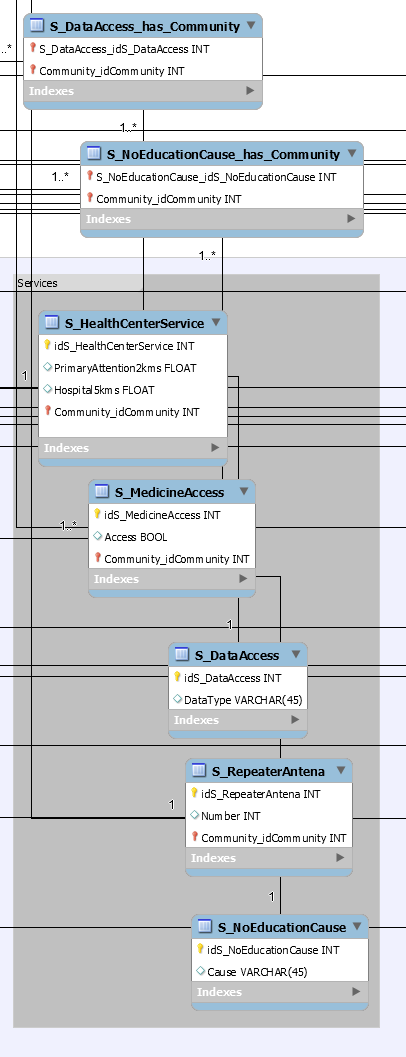 S_DataAccess_has_Community
..*
S_DataAccess_idS_DataAccess INT
Community_idCommunity INT
Indexes
1..*
S_NoEducationCause_has_Community
1..*
S_NoEducationCause_idS_NoEducationCause INT
Community_idCommunity INT
Indexes
1..*
Services
S_HealthCenterService
idS_HealthCenterService INT
PrimaryAttention2kms FLOAT
1
Hospital5kms FLOAT
Community_idCommunity INT
Indexes
S_MedicineAccess
idS_MedicineAccess INT
1..*
Access BOOL
Community_idCommunity INT
Indexes
1
S_DataAccess
idS_DataAccess INT
DataType VARCHAR(45)
Indexes
S_RepeaterAntena
idS_RepeaterAntena INT
1
Number INT
Community_idCommunity INT
Indexes
1
S_NoEducationCause
idS_NoEducationCause INT
Cause VARCHAR(45)
Indexes